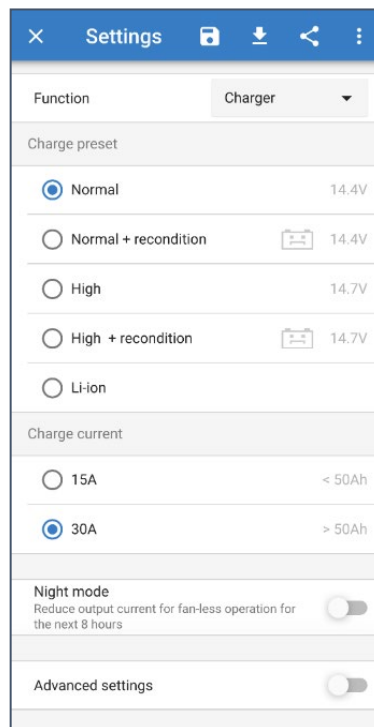 Settings
Function Charger
Charge preset
Normal 14.4V
Normal + recondition 14.4V
High 14.7V
High + recondition 14.7V
Li-ion
Charge current
15A < 50Ah
30A > 50Ah
Night mode
Reduce output current for fan-less operation for
the next 8 hours
Advanced settings